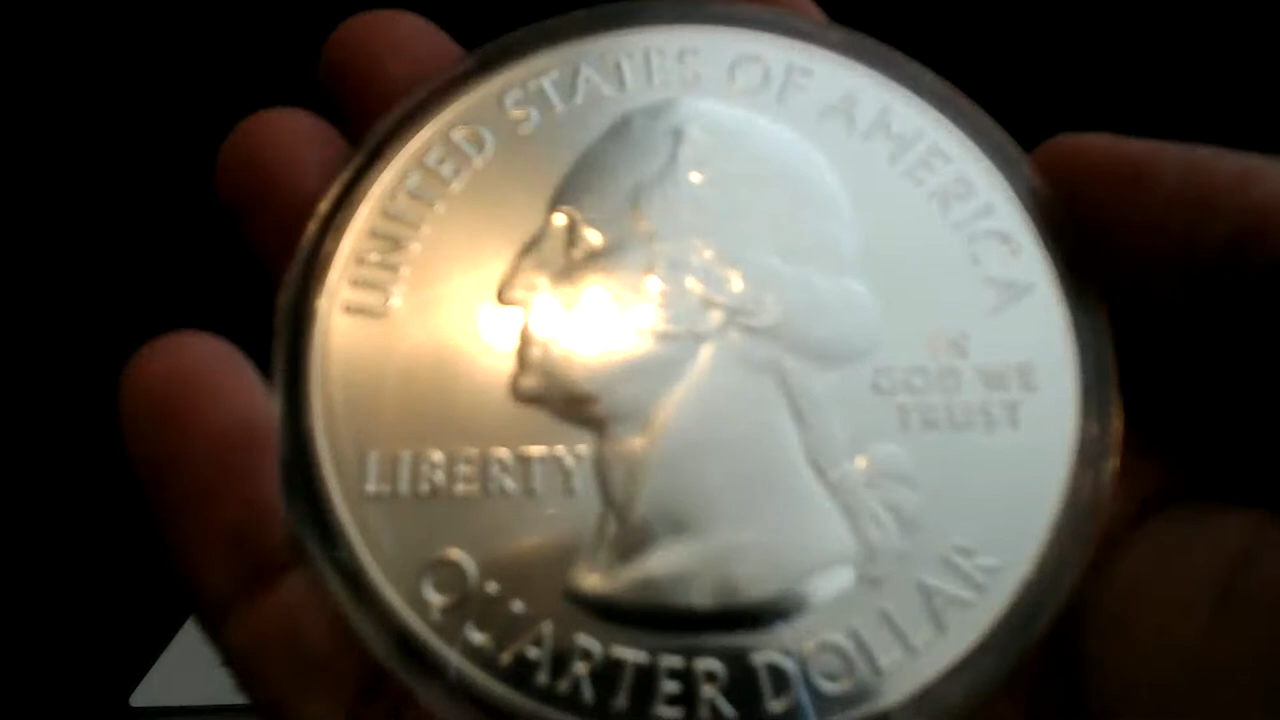 UNITED STATES OF AMERICA
IN
GOD WE
TRUST
LIBERTY
QUARTER DOLLAR